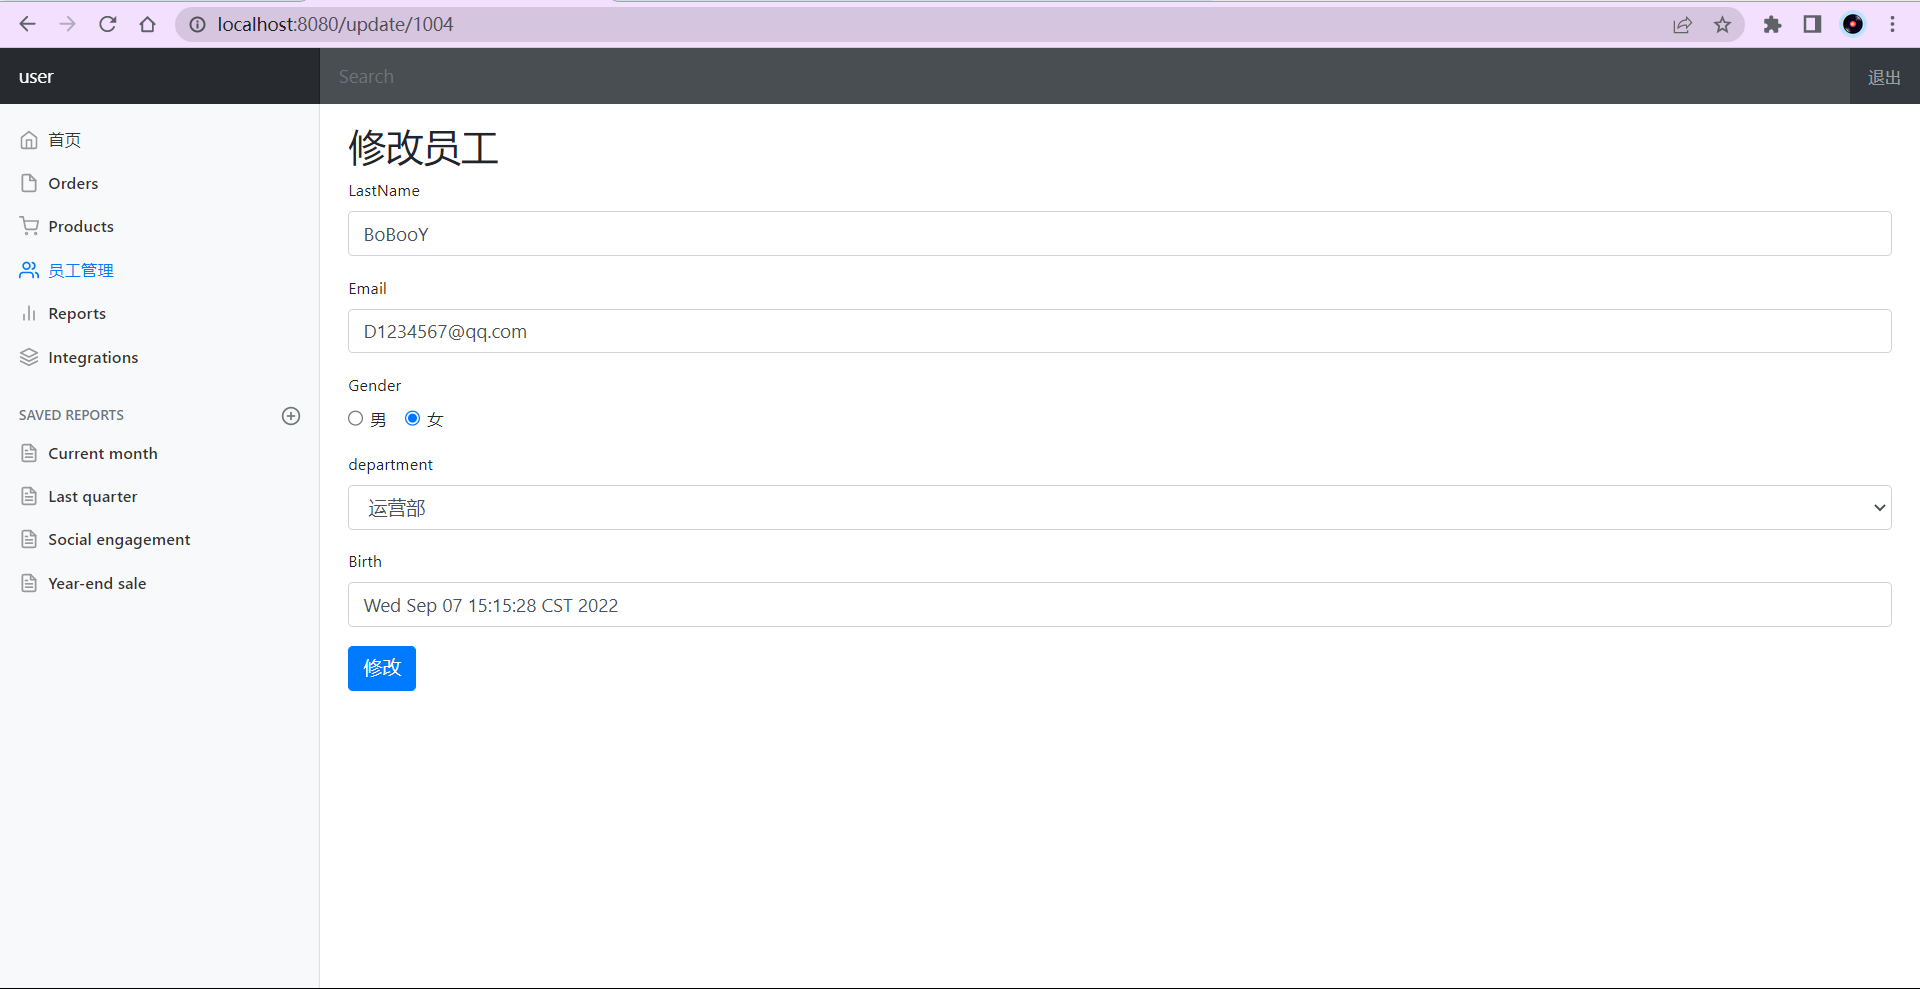 localhost:8080/update/1004
user
Search
退出
首页
Orders
Products
员工管理
Reports
Integrations
SAVED REPORTS
Current month
Last quarter
Social engagement
Year-end sale
修改员工
LastName
BoBooY
Email
D1234567@qq.com
Gender
男 女
department
运营部
Birth
Wed Sep 07 15:15:28 CST 2022
修改